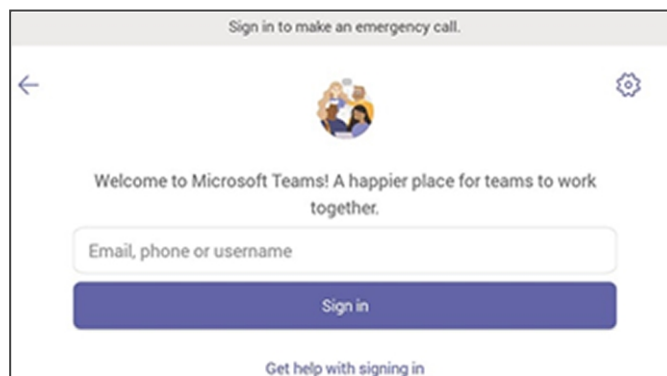 Sign in to make an emergency call.
Welcome to Microsoft Teams! A happier place for teams to work
together.
Email, phone or username
Sign in
Get help with signing in